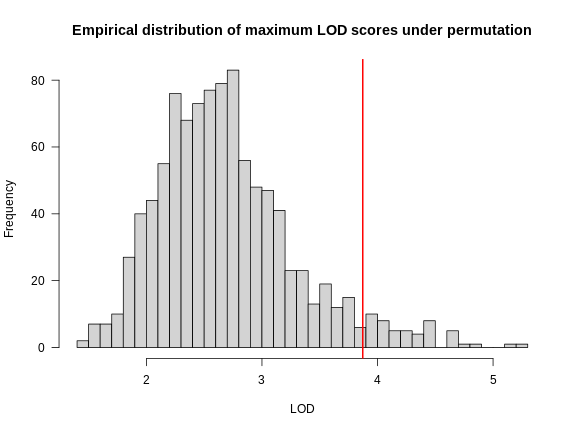 Empirical distribution of maximum LOD scores under permutation
Frequency
80
60
40
20
0
2 3 4 5
LOD